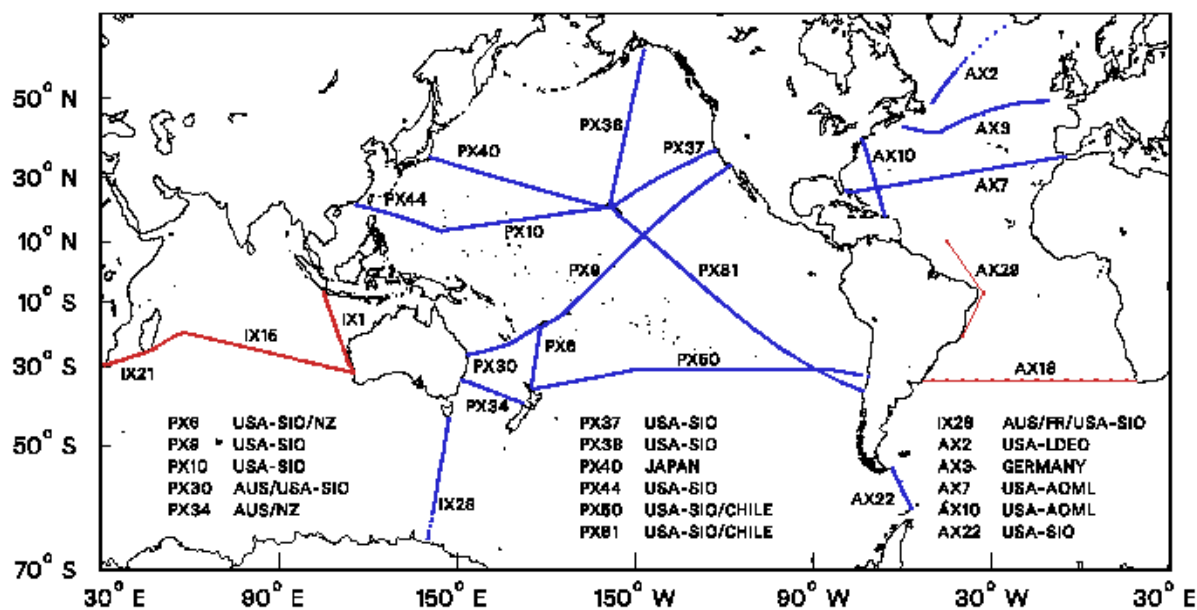 AX2
50° N
PX38
AX3
PX40
PX37
AX10
30° N
AX7
PX44
PX10
10° N
PX9
PX81
AX29
10° S
IX1
IX15
PX6
30° S
IX21
PX30
PX50
AX18
PX34
PX6 USA-SIO/NZ
PX9 USA-SIO
PX10 USA-SIO
PX30 AUS/USA-SIO
PX34 AUS/NZ
PX37 USA-SIO
PX38 USA-SIO
PX40 JAPAN
PX44 USA-SIO
PX50 USA-SIO/CHILE
PX81 USA-SIO/CHILE
IX28 AUS/FR/USA-SIO
AX2 USA-LDEO
AX3 GERMANY
AX7 USA-AOML
AX10 USA-AOML
AX22 USA-SIO
50° S
IX28
AX22
70° S
30° E
150° E
150° W
90° W
30° W
30° E